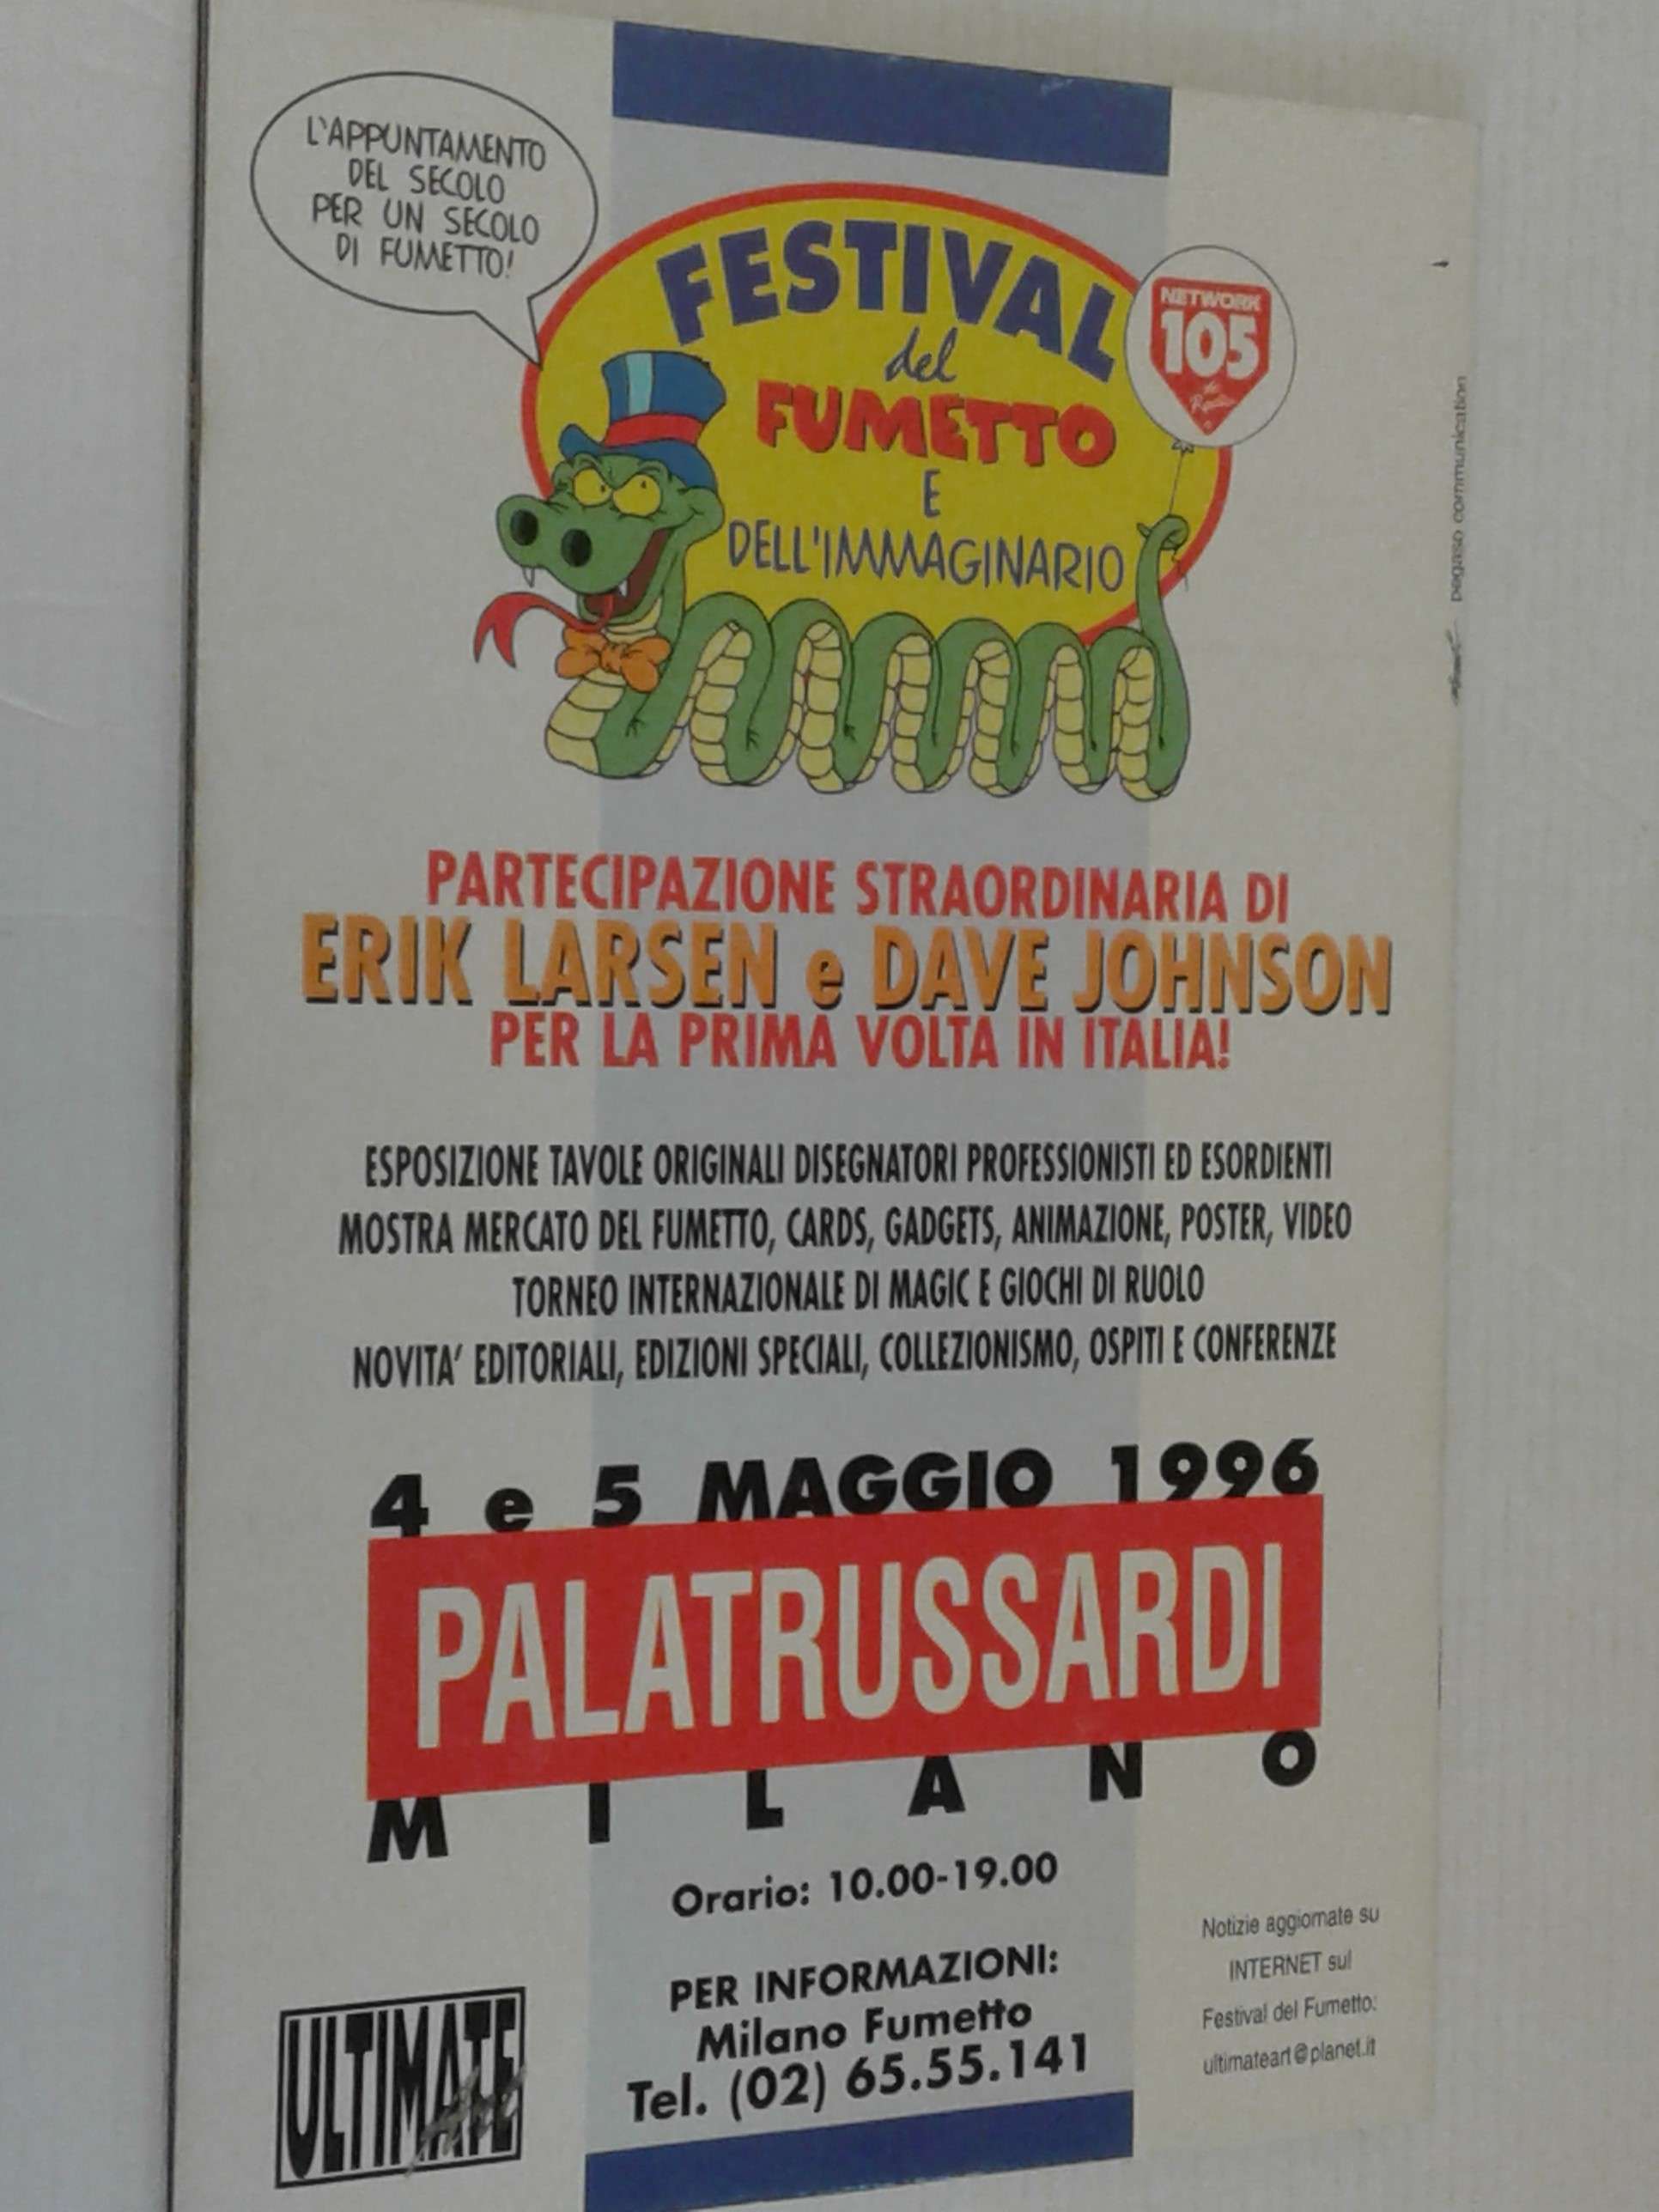 L'APPUNTAMENTO
DEL SECOLO
PER UN SECOLO
DI FUMETTO!
FESTIVAL
del
FUMETTO
E
DELL'IMMAGINARIO
NETWORK
105
PARTECIPAZIONE STRAORDINARIA DI
ERIK LARSEN e DAVE JOHNSON
PER LA PRIMA VOLTA IN ITALIA!
ESPOSIZIONE TAVOLE ORIGINALI DISEGNATORI PROFESSIONISTI ED ESORDIENTI
MOSTRA MERCATO DEL FUMETTO, CARDS, GADGETS, ANIMAZIONE, POSTER, VIDEO
TORNEO INTERNAZIONALE DI MAGIC E GIOCHI DI RUOLO
NOVITA' EDITORIALI, EDIZIONI SPECIALI, COLLEZIONISMO, OSPITI E CONFERENZE
4 e 5 MAGGIO 1996
PALATRUSSARDI
MILANO
Orario: 10.00-19.00
PER INFORMAZIONI:
Milano Fumetto
Tel. (02) 65.55.141
Notizie aggiornate su
INTERNET sul
Festival del Fumetto:
ultimateart@planet.it
ULTIMATE
Art
pegaso communication